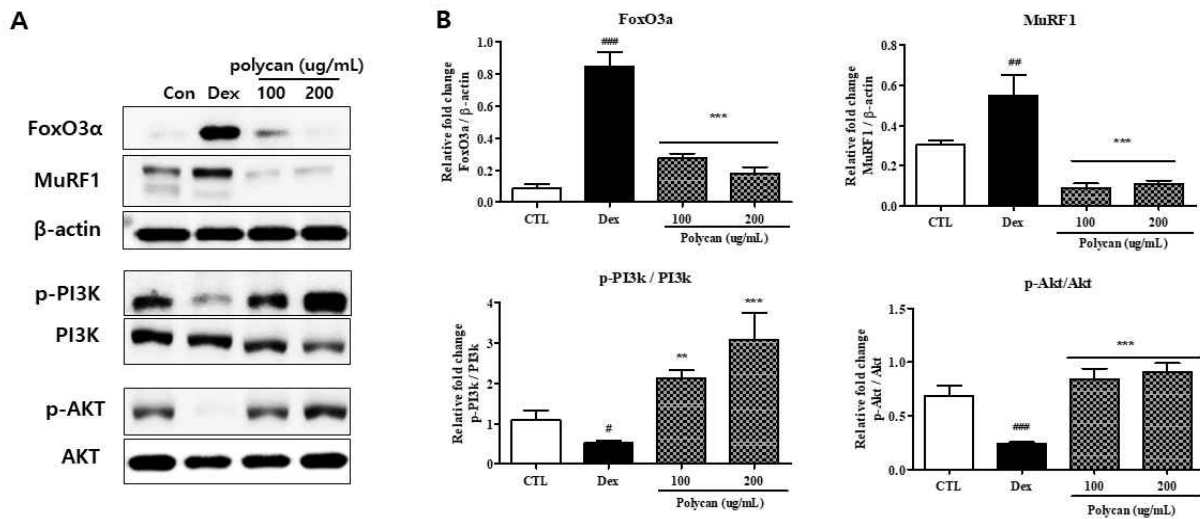 A
polycan (ug/mL)
Con Dex 100 200
FoxO3α
MuRF1
β-actin
p-PI3K
PI3K
p-AKT
AKT
B
FoxO3a
Relative fold change
FoxO3a / β-actin
1.0
0.8
0.6
0.4
0.2
0.0
###
***
CTL Dex 100 200
Polycan (ug/mL)
MuRF1
Relative fold change
MuRF1 / β-actin
0.8
0.6
0.4
0.2
0.0
##
***
CTL Dex 100 200
Polycan (ug/mL)
p-PI3k / PI3k
Relative fold change
p-PI3k / PI3k
4
3
2
1
0
#
**
***
CTL Dex 100 200
Polycan (ug/mL)
p-Akt/Akt
Relative fold change
p-Akt / Akt
1.5
1.0
0.5
0.0
###
***
CTL Dex 100 200
Polycan (ug/mL)